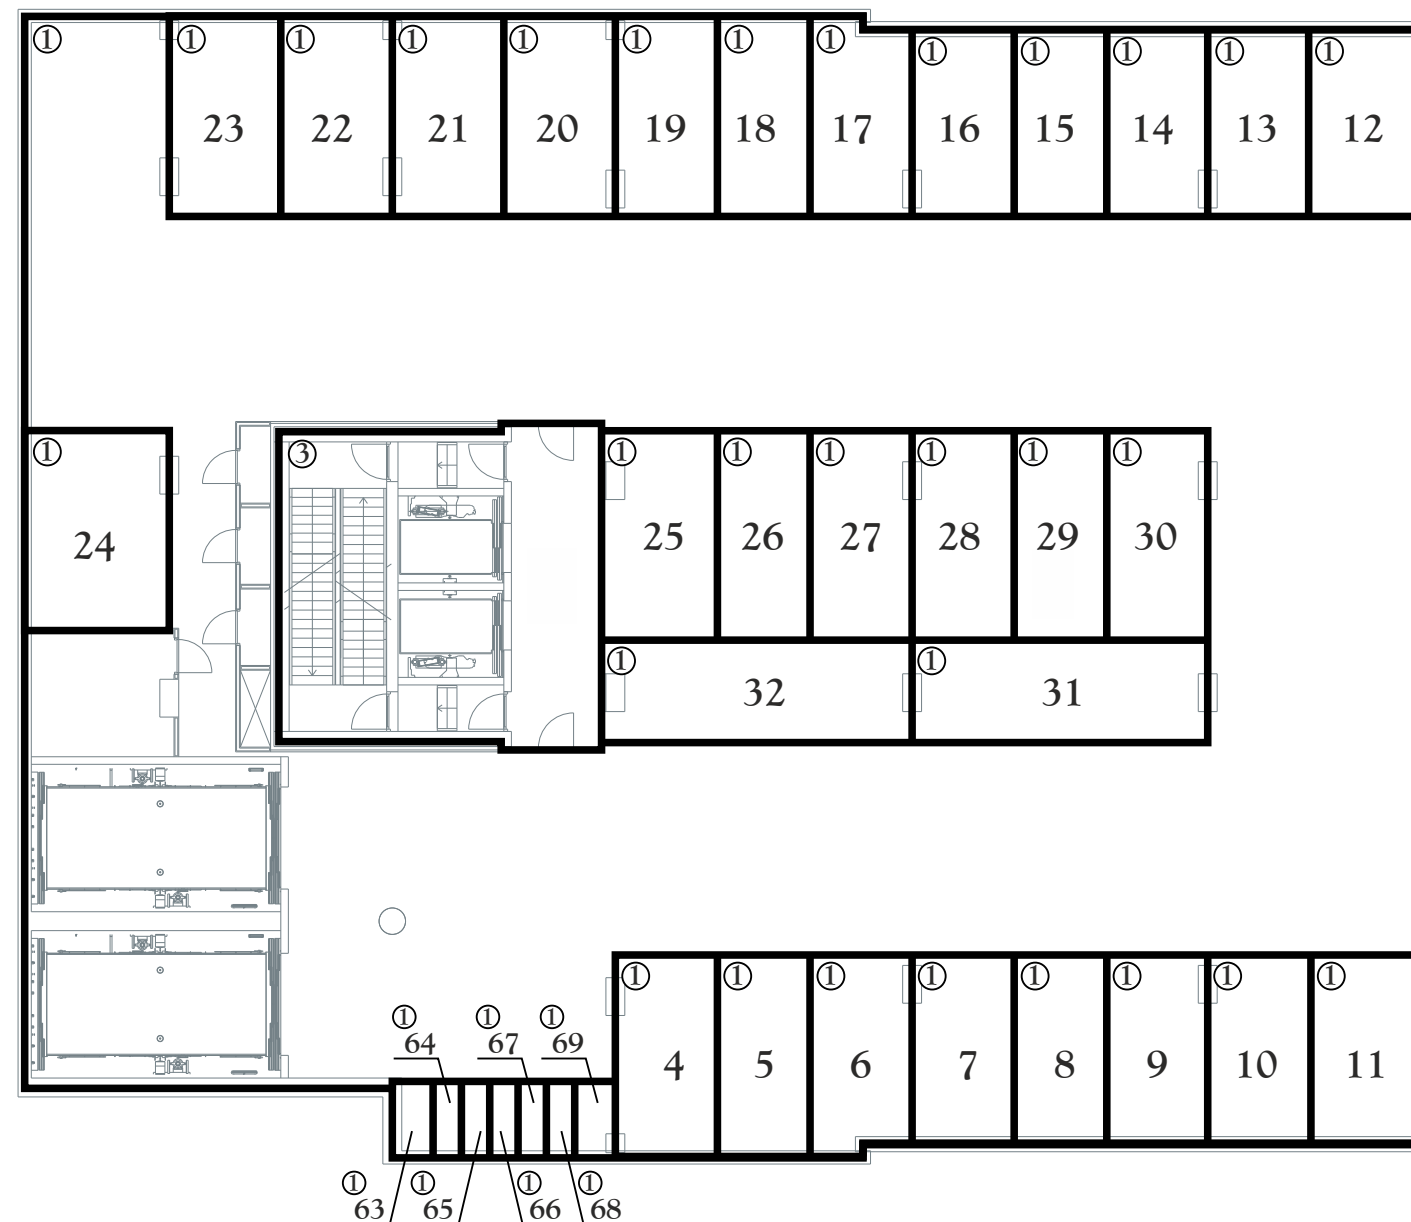 ① ① ① ① ① ① ① ① ① ① ① ① ①
23 22 21 20 19 18 17 16 15 14 13 12
① ③ ① ① ① ① ① ①
24 25 26 27 28 29 30
① ①
32 31
① ① ① ① ① ① ① ①
① ① ①
64 67 69
4 5 6 7 8 9 10 11
① ① ① ①
63 65 66 68